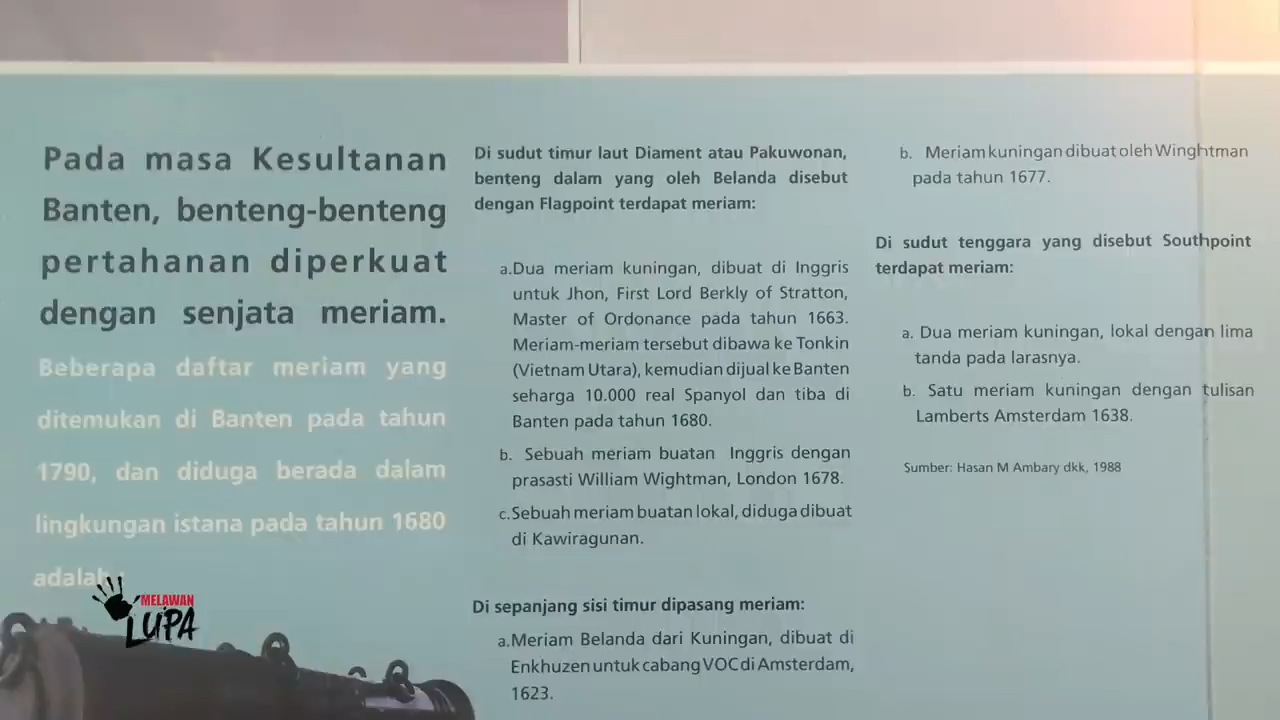 Pada masa Kesultanan
Banten, benteng-benteng
pertahanan diperkuat
dengan senjata meriam.
Beberapa daftar meriam yang
ditemukan di Banten pada tahun
1790, dan diduga berada dalam
lingkungan istana pada tahun 1680
adalah :
MELAWAN
LUPA
Di sudut timur laut Diament atau Pakuwonan,
benteng dalam yang oleh Belanda disebut
dengan Flagpoint terdapat meriam:
a.Dua meriam kuningan, dibuat di Inggris
untuk Jhon, First Lord Berkly of Stratton,
Master of Ordonance pada tahun 1663.
Meriam-meriam tersebut dibawa ke Tonkin
(Vietnam Utara), kemudian dijual ke Banten
seharga 10.000 real Spanyol dan tiba di
Banten pada tahun 1680.
b. Sebuah meriam buatan Inggris dengan
prasasti William Wightman, London 1678.
c.Sebuah meriam buatan lokal, diduga dibuat
di Kawiragunan.
Di sepanjang sisi timur dipasang meriam:
a.Meriam Belanda dari Kuningan, dibuat di
Enkhuzen untuk cabang VOC di Amsterdam,
1623.
b. Meriam kuningan dibuat oleh Winghtman
pada tahun 1677.
Di sudut tenggara yang disebut Southpoint
terdapat meriam:
a. Dua meriam kuningan, lokal dengan lima
tanda pada larasnya.
b. Satu meriam kuningan dengan tulisan
Lamberts Amsterdam 1638.
Sumber: Hasan M Ambary dkk, 1988